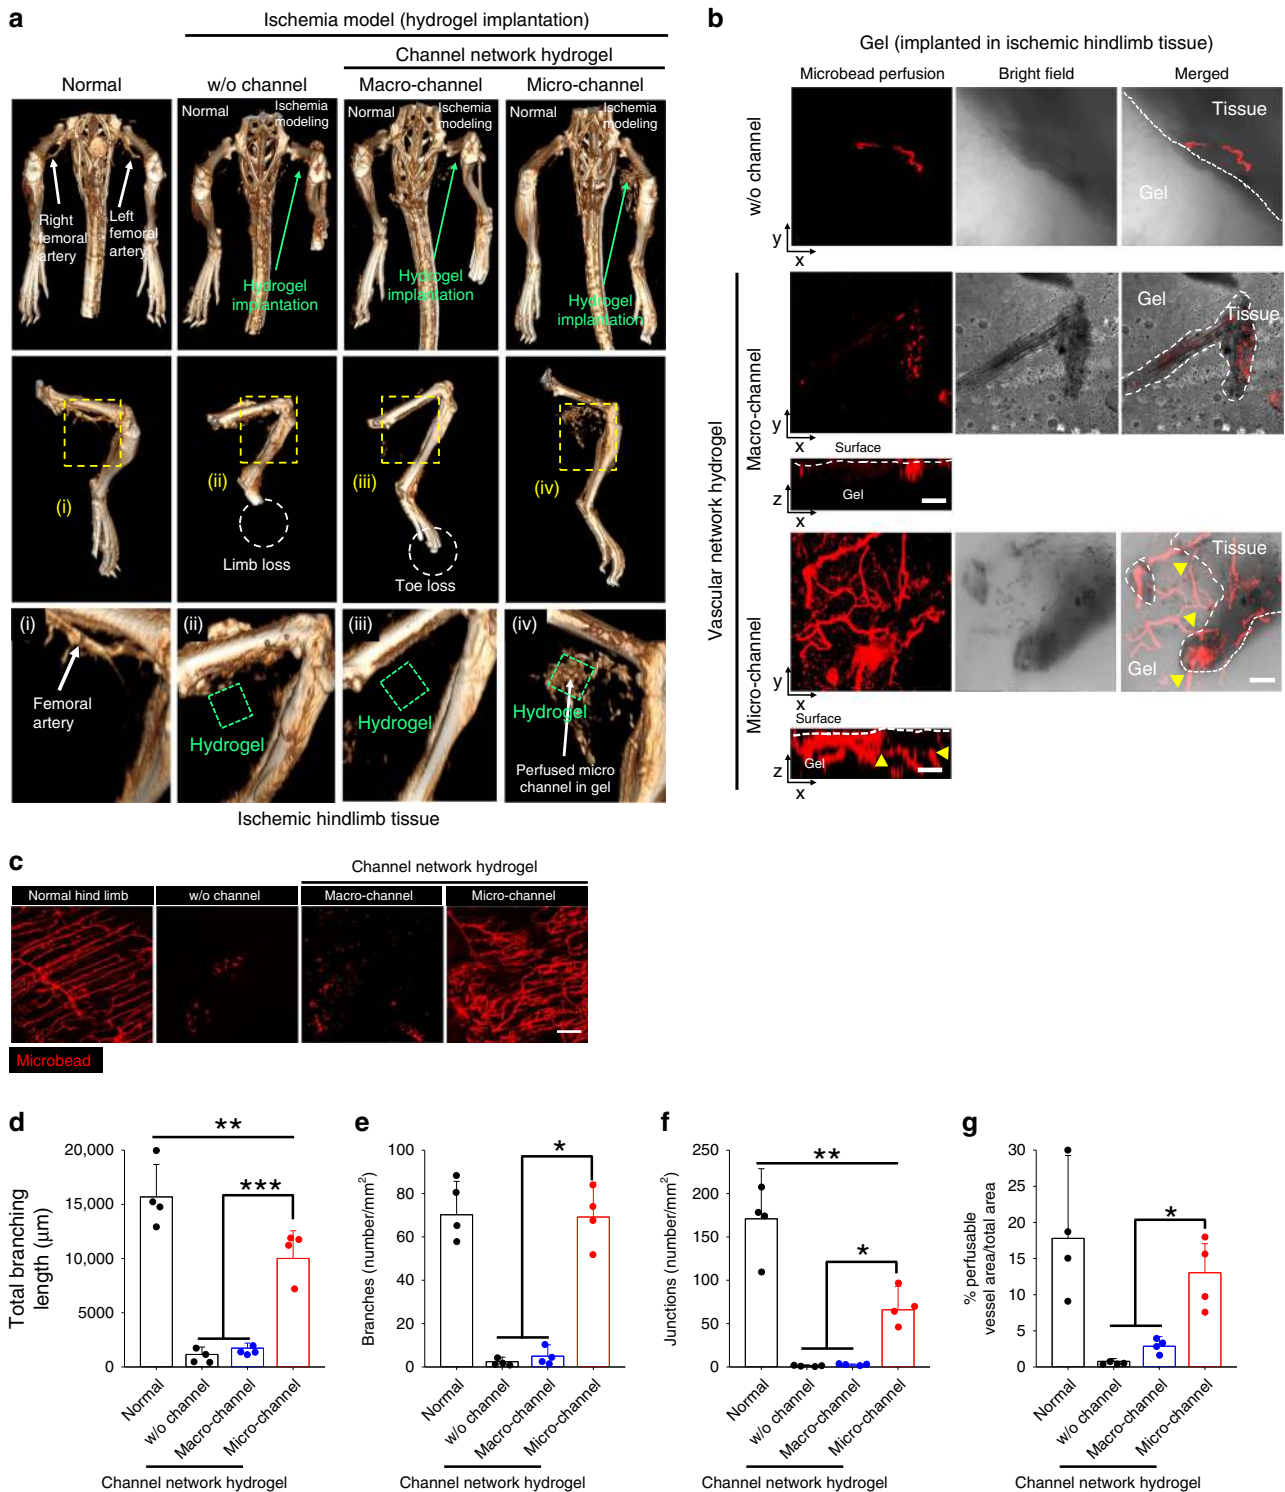 a
Ischemia model (hydrogel implantation)
Channel network hydrogel
Normal
w/o channel
Macro-channel
Micro-channel
Right
femoral
artery
Left
femoral
artery
Normal
Ischemia
modeling
Hydrogel
implantation
Normal
Ischemia
modeling
Hydrogel
implantation
Normal
Ischemia
modeling
Hydrogel
implantation
(i)
(ii)
Limb loss
(iii)
Toe loss
(iv)
(i)
Femoral
artery
(ii)
Hydrogel
(iii)
Hydrogel
(iv)
Hydrogel
Perfused micro
channel in gel
Ischemic hindlimb tissue
b
Gel (implanted in ischemic hindlimb tissue)
Microbead perfusion
Bright field
Merged
w/o channel
y
x
Tissue
Gel
Vascular network hydrogel
Macro-channel
y
x
Gel
Tissue
Surface
Gel
z
x
Micro-channel
y
x
Tissue
Gel
Surface
Gel
z
x
c
Channel network hydrogel
Normal hind limb
w/o channel
Macro-channel
Micro-channel
Microbead
d
Total branching
length (μm)
20,000
15,000
10,000
5000
0
**
***
Normal
w/o channel
Macro-channel
Micro-channel
Channel network hydrogel
e
Branches (number/mm²)
100
80
60
40
20
0
*
Normal
w/o channel
Macro-channel
Micro-channel
Channel network hydrogel
f
Junctions (number/mm²)
250
200
150
100
50
0
**
*
Normal
w/o channel
Macro-channel
Micro-channel
Channel network hydrogel
g
% perfusable
vessel area/total area
30
25
20
15
10
5
0
*
Normal
w/o channel
Macro-channel
Micro-channel
Channel network hydrogel